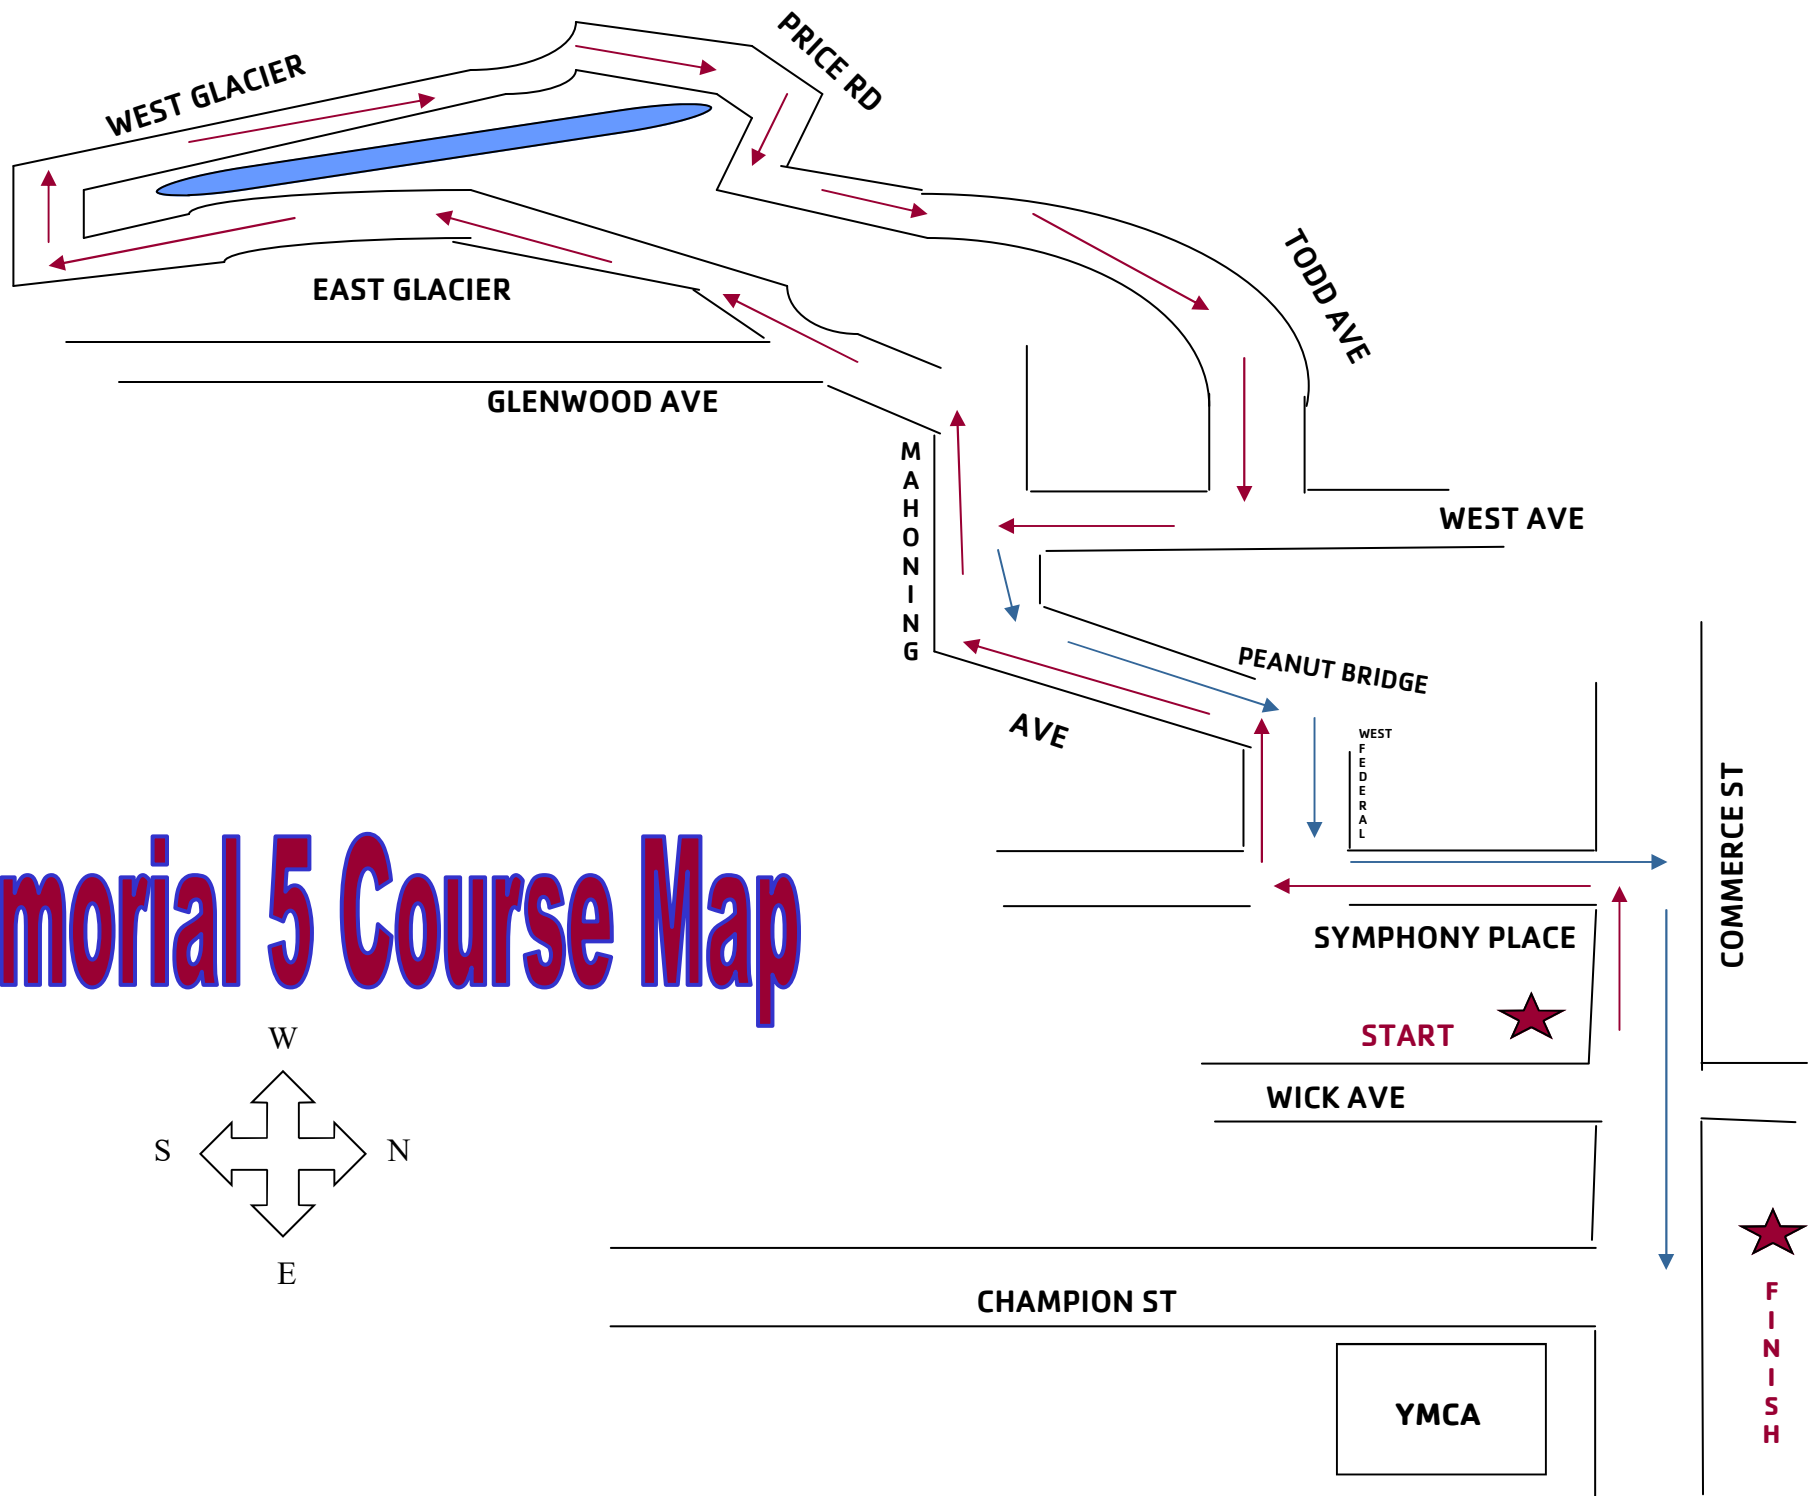 PRICE RD
WEST GLACIER
TODD AVE
EAST GLACIER
GLENWOOD AVE
MAHONING
WEST AVE
PEANUT BRIDGE
AVE
WEST
FEDERAL
COMMERCE ST
morial 5 Course Map
SYMPHONY PLACE
START
W
WICK AVE
S
N
E
CHAMPION ST
FINISH
YMCA